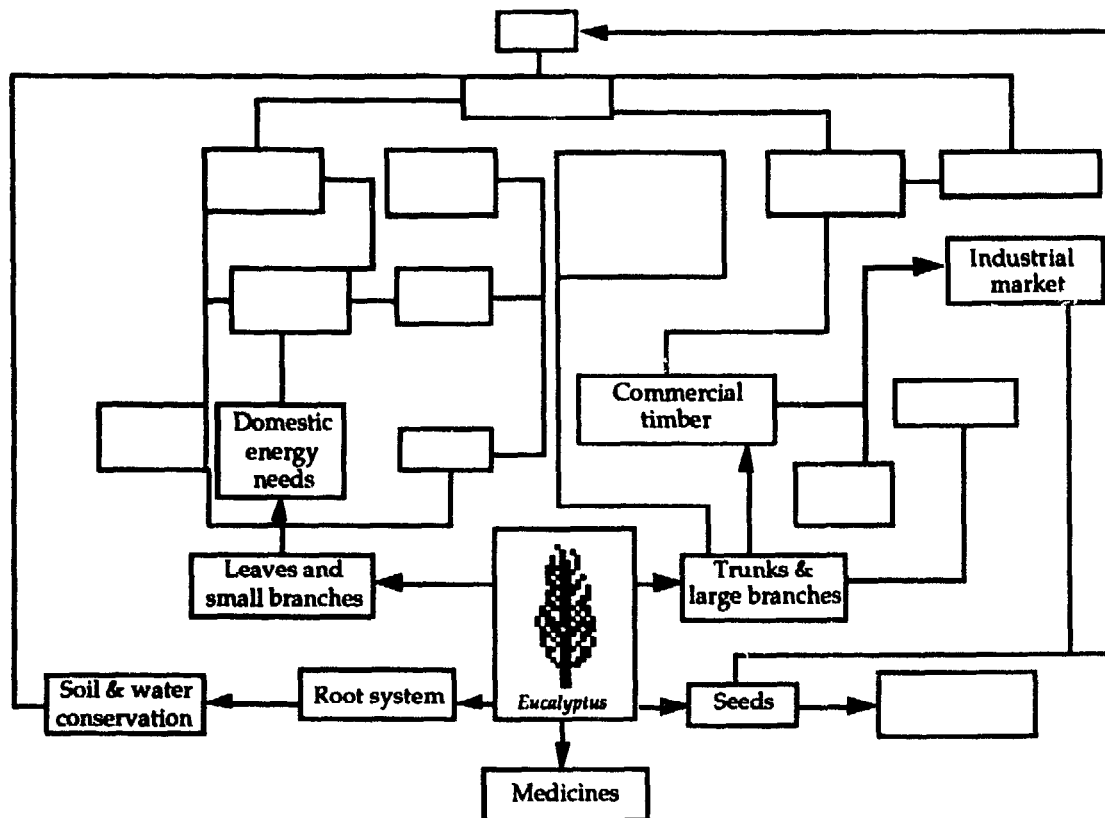 Industrial
market
Commercial
timber
Domestic
energy
needs
Leaves and
small branches
Trunks &
large branches
Soil & water
conservation
Root system
Eucalyptus
Seeds
Medicines